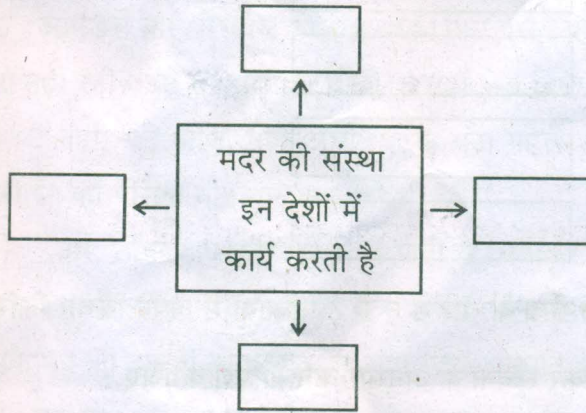 मदर की संस्था
इन देशों में
कार्य करती है